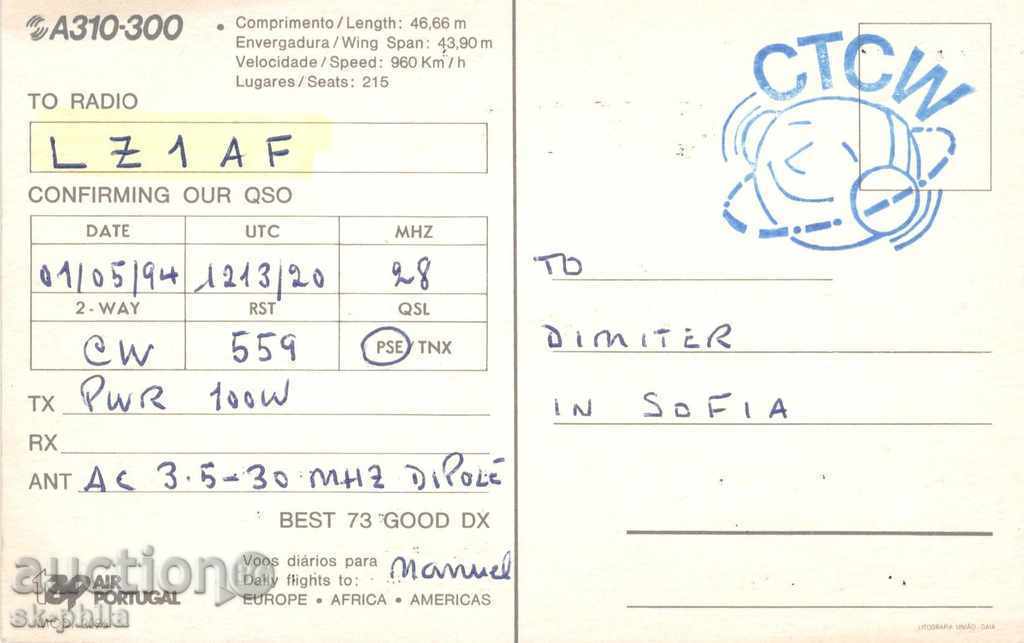 A310-300
• Comprimento / Length: 46,66 m
Envergadura / Wing Span: 43,90 m
Velocidade / Speed: 960 Km / h
Lugares / Seats: 215
TO RADIO
LZ1AF
CONFIRMING OUR QSO
DATE UTC MHZ
01/05/94 1213/20 28
2-WAY RST QSL
CW 559 PSE/TNX
TX PWR 100W
RX
ANT AC 3.5-30 MHZ DIPOLE
BEST 73 GOOD DX
Voos diários para
Daily flights to:
Manuel
EUROPE • AFRICA • AMERICAS
AIR
PORTUGAL
CTCW
TO
DIMITER
IN SOFIA
LITOGRAFIA UNIÃO - GAIA
auction
sk-phila